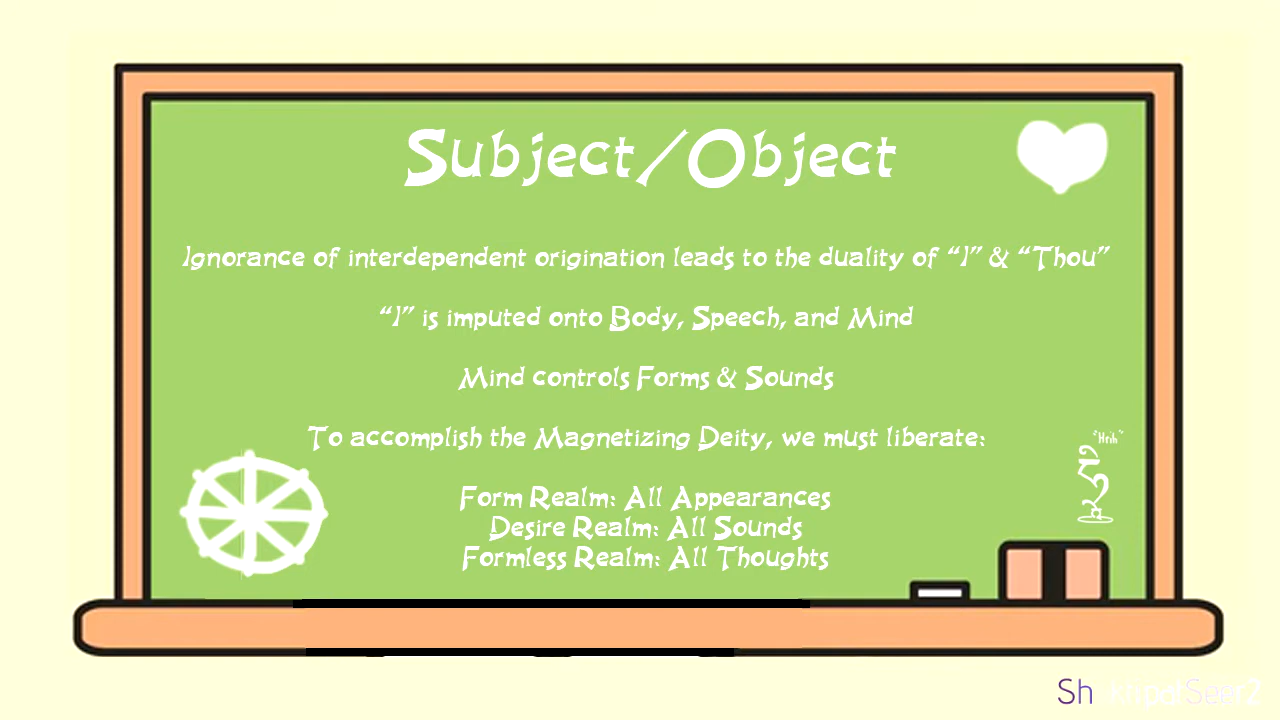 Subject/Object
Ignorance of interdependent origination leads to the duality of “I” & “Thou”
“I” is imputed onto Body, Speech, and Mind
Mind controls Forms & Sounds
To accomplish the Magnetizing Deity, we must liberate:
"Hrih"
Form Realm: All Appearances
Desire Realm: All Sounds
Formless Realm: All Thoughts
ShaktipatSeer2